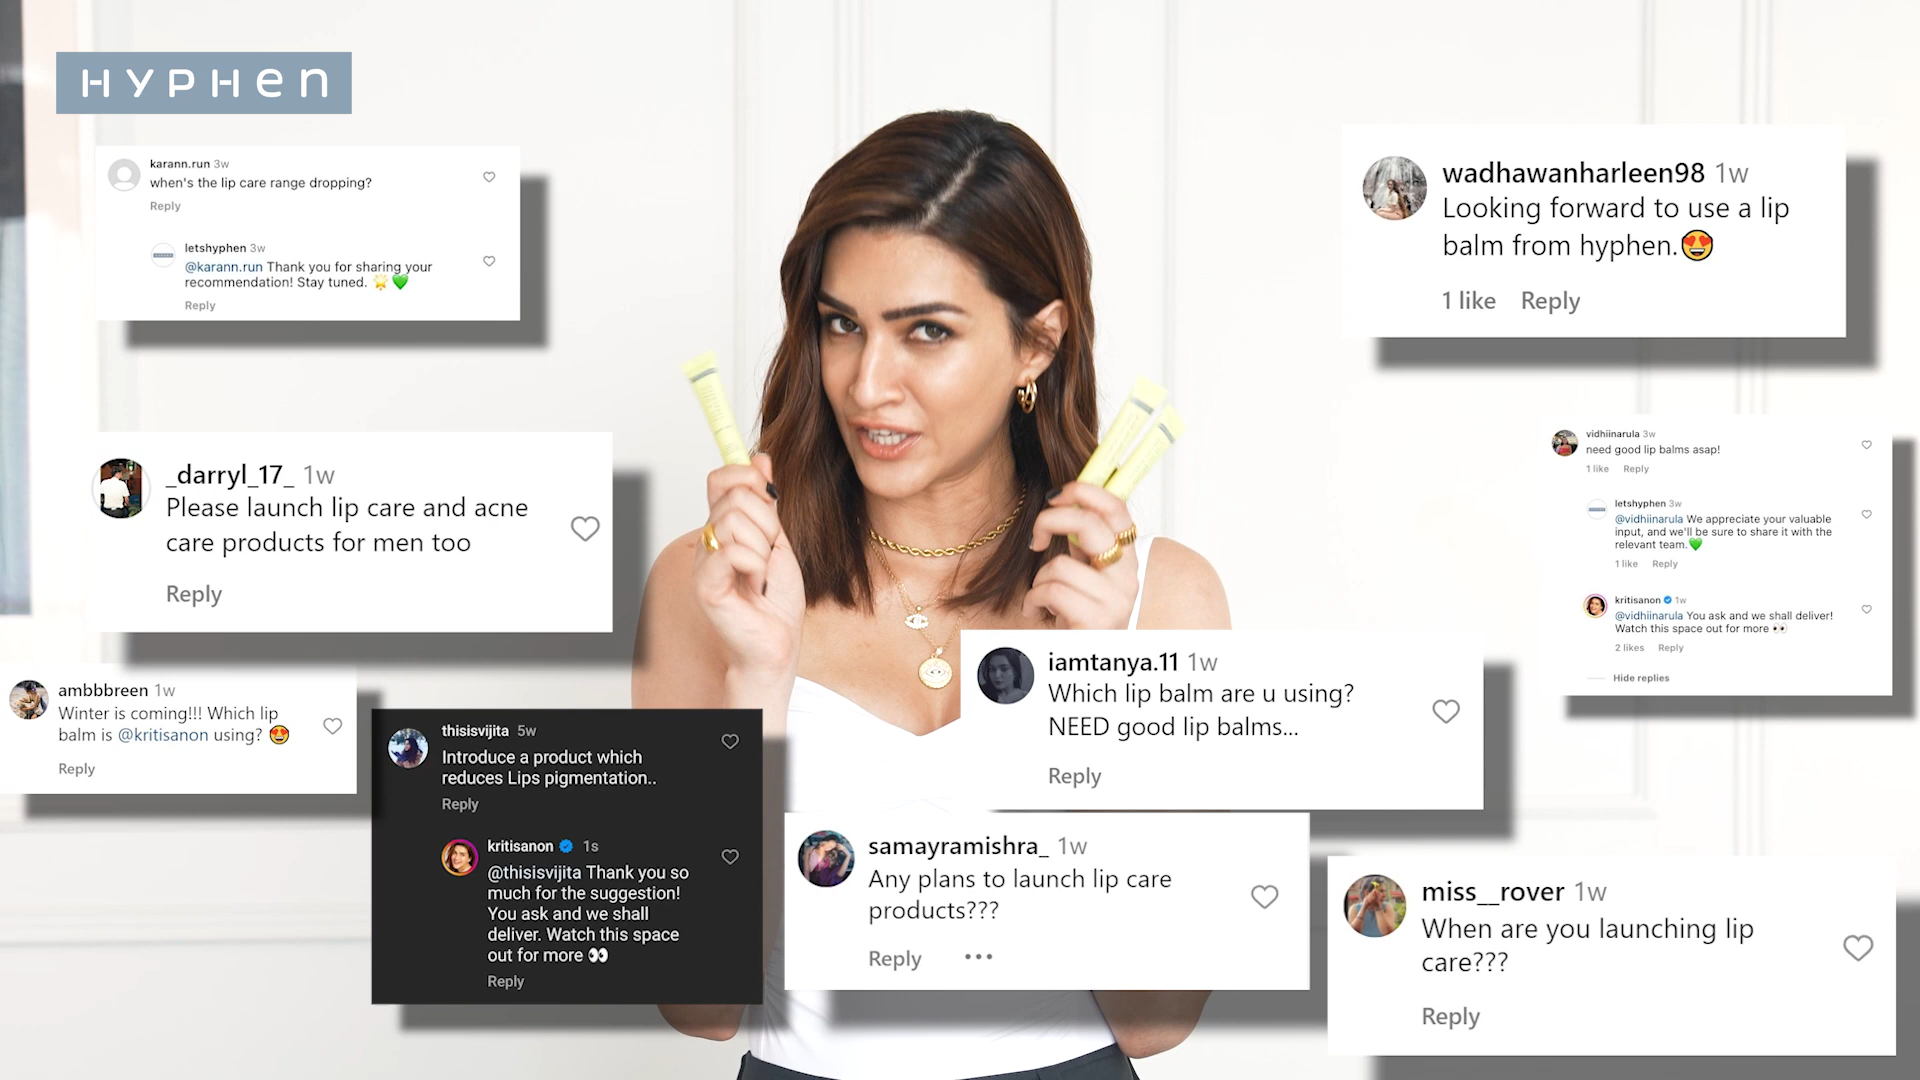 HYPHEN
karann.run 3w
when's the lip care range dropping?
Reply
letshyphen 3w
@karann.run Thank you for sharing your
recommendation! Stay tuned. 🌟💚
Reply
wadhawanharleen98 1w
Looking forward to use a lip
balm from hyphen.😍
1 like Reply
_darryl_17_ 1w
Please launch lip care and acne
care products for men too
Reply
vidhiinarula 3w
need good lip balms asap!
1 like Reply
letshyphen 3w
@vidhiinarula We appreciate your valuable
input, and we'll be sure to share it with the
relevant team.💚
1 like Reply
kritisanon 1w
@vidhiinarula You ask and we shall deliver!
Watch this space out for more 👀
2 likes Reply
Hide replies
ambbbreen 1w
Winter is coming!!! Which lip
balm is @kritisanon using? 😍
Reply
thisisvijita 5w
Introduce a product which
reduces Lips pigmentation..
Reply
kritisanon 1s
@thisisvijita Thank you so
much for the suggestion!
You ask and we shall
deliver. Watch this space
out for more 👀
Reply
iamtanya.11 1w
Which lip balm are u using?
NEED good lip balms...
Reply
samayramishra_ 1w
Any plans to launch lip care
products???
Reply •••
miss__rover 1w
When are you launching lip
care???
Reply